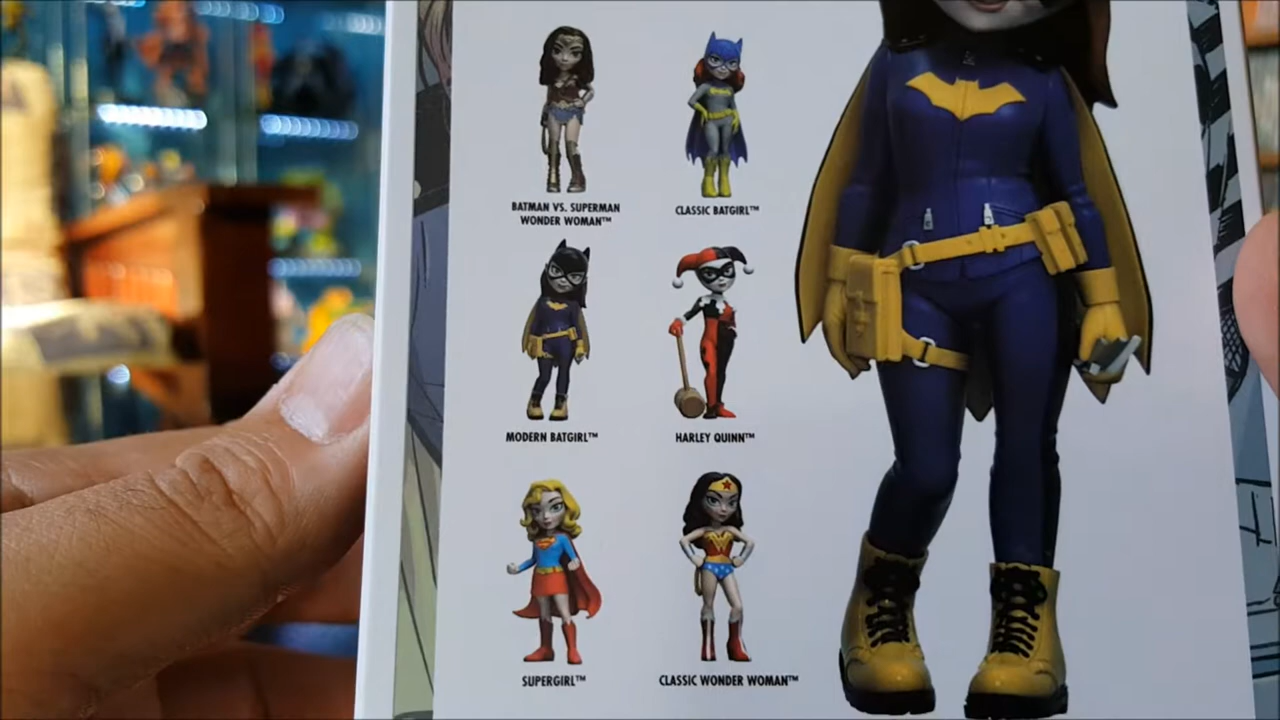 BATMAN VS. SUPERMAN
WONDER WOMAN™
CLASSIC BATGIRL™
MODERN BATGIRL™
HARLEY QUINN™
SUPERGIRL™
CLASSIC WONDER WOMAN™